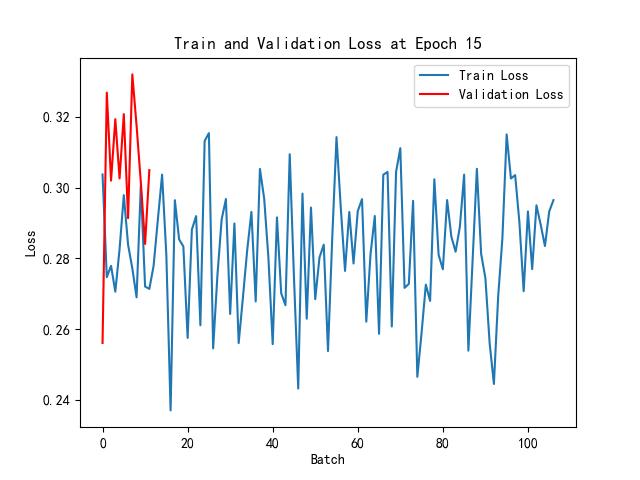 Train and Validation Loss at Epoch 15
Train Loss
Validation Loss
0.32
0.30
0.28
0.26
0.24
Loss
0 20 40 60 80 100
Batch